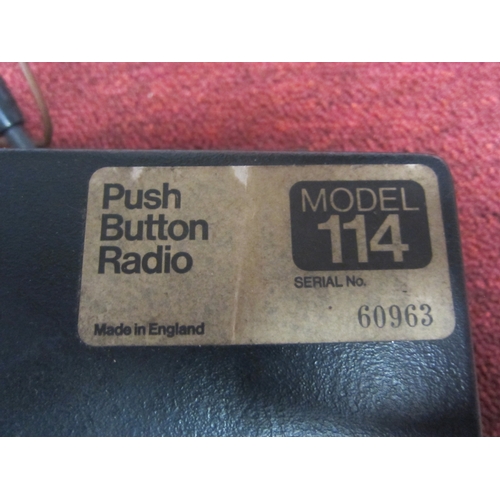 Push
Button
Radio
Made in England
MODEL
114
SERIAL No.
60963